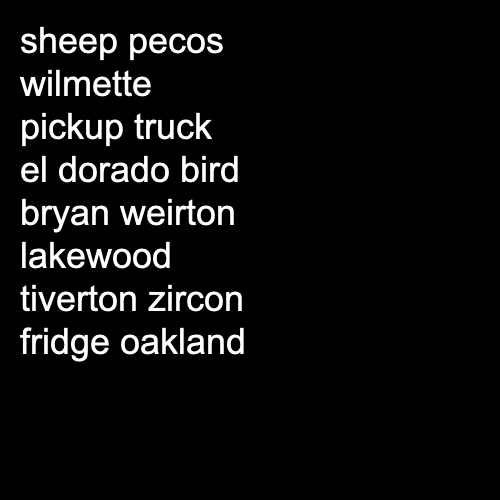 sheep pecos
wilmette
pickup truck
el dorado bird
bryan weirton
lakewood
tiverton zircon
fridge oakland